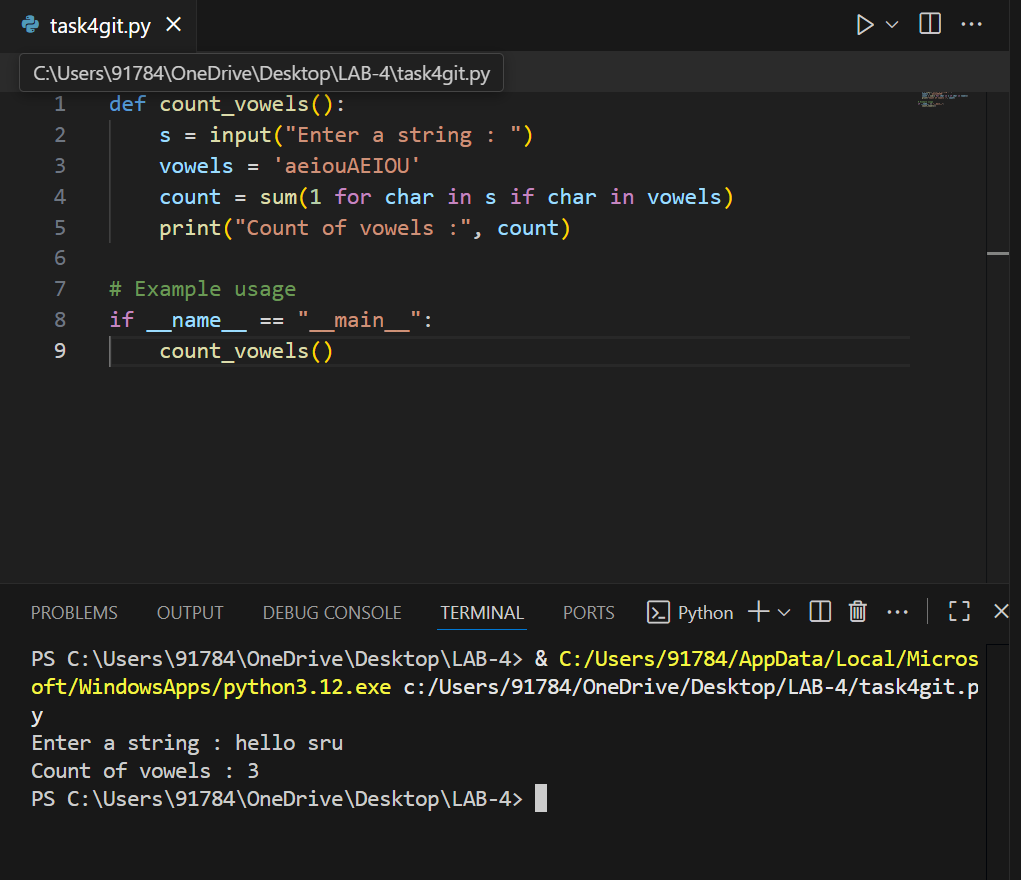 task4git.py
C:\Users\91784\OneDrive\Desktop\LAB-4\task4git.py
1 def count_vowels():
2     s = input("Enter a string : ")
3     vowels = 'aeiouAEIOU'
4     count = sum(1 for char in s if char in vowels)
5     print("Count of vowels :", count)
6
7 # Example usage
8 if __name__ == "__main__":
9     count_vowels()
PROBLEMS OUTPUT DEBUG CONSOLE TERMINAL PORTS Python
PS C:\Users\91784\OneDrive\Desktop\LAB-4> & C:/Users/91784/AppData/Local/Micros
oft/WindowsApps/python3.12.exe c:/Users/91784/OneDrive/Desktop/LAB-4/task4git.p
y
Enter a string : hello sru
Count of vowels : 3
PS C:\Users\91784\OneDrive\Desktop\LAB-4>